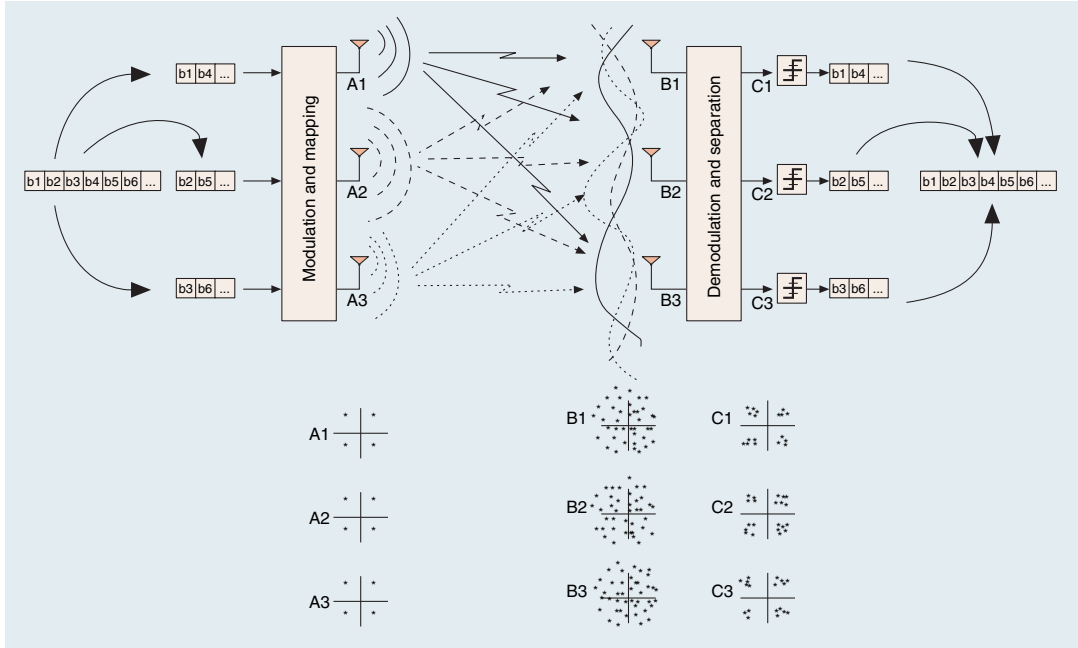 b1 b4 ...
A1
B1
C1
b1 b4 ...
b1 b2 b3 b4 b5 b6 ...
b2 b5 ...
Modulation and mapping
A2
B2
Demodulation and separation
C2
b2 b5 ...
b1 b2 b3 b4 b5 b6 ...
b3 b6 ...
A3
B3
C3
b3 b6 ...
A1
B1
C1
A2
B2
C2
A3
B3
C3